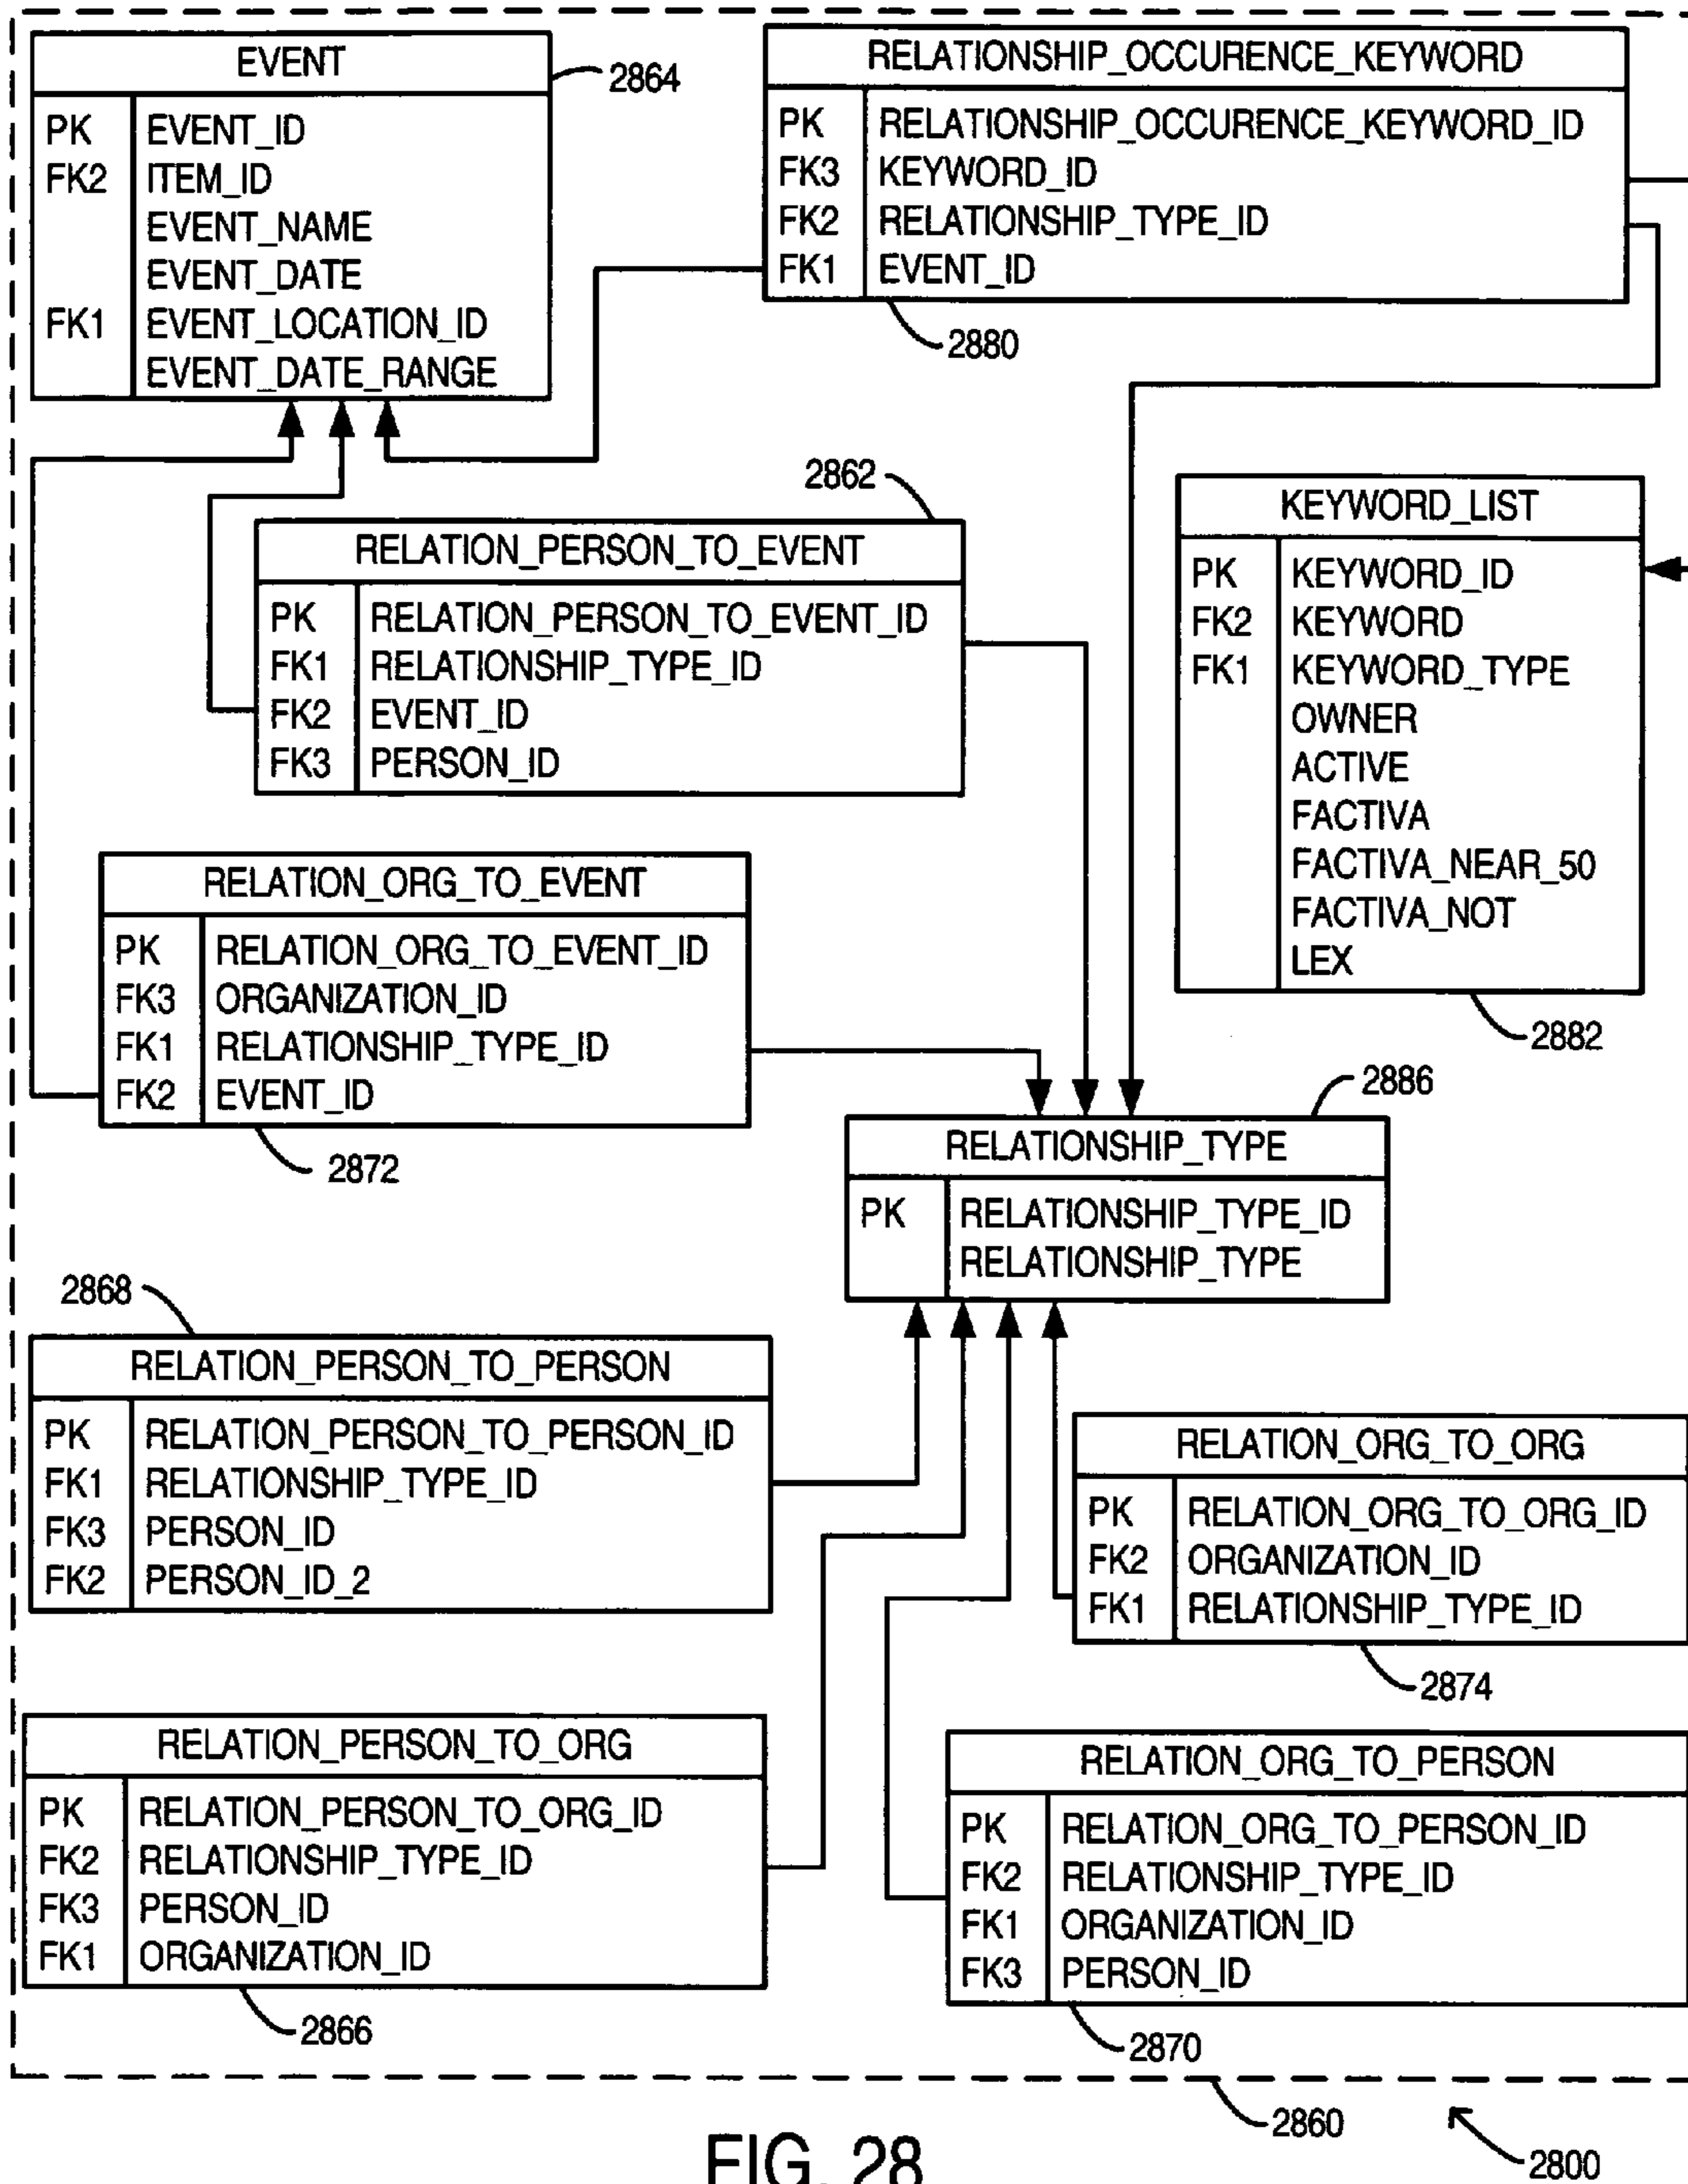 EVENT
2864
PK EVENT_ID
FK2 ITEM_ID
EVENT_NAME
EVENT_DATE
FK1 EVENT_LOCATION_ID
EVENT_DATE_RANGE
RELATIONSHIP_OCCURENCE_KEYWORD
PK RELATIONSHIP_OCCURENCE_KEYWORD_ID
FK3 KEYWORD_ID
FK2 RELATIONSHIP_TYPE_ID
FK1 EVENT_ID
2880
2862
RELATION_PERSON_TO_EVENT
PK RELATION_PERSON_TO_EVENT_ID
FK1 RELATIONSHIP_TYPE_ID
FK2 EVENT_ID
FK3 PERSON_ID
KEYWORD_LIST
PK KEYWORD_ID
FK2 KEYWORD
FK1 KEYWORD_TYPE
OWNER
ACTIVE
FACTIVA
FACTIVA_NEAR_50
FACTIVA_NOT
LEX
2882
RELATION_ORG_TO_EVENT
PK RELATION_ORG_TO_EVENT_ID
FK3 ORGANIZATION_ID
FK1 RELATIONSHIP_TYPE_ID
FK2 EVENT_ID
2872
2886
RELATIONSHIP_TYPE
PK RELATIONSHIP_TYPE_ID
RELATIONSHIP_TYPE
2868
RELATION_PERSON_TO_PERSON
PK RELATION_PERSON_TO_PERSON_ID
FK1 RELATIONSHIP_TYPE_ID
FK3 PERSON_ID
FK2 PERSON_ID_2
RELATION_ORG_TO_ORG
PK RELATION_ORG_TO_ORG_ID
FK2 ORGANIZATION_ID
FK1 RELATIONSHIP_TYPE_ID
2874
RELATION_PERSON_TO_ORG
PK RELATION_PERSON_TO_ORG_ID
FK2 RELATIONSHIP_TYPE_ID
FK3 PERSON_ID
FK1 ORGANIZATION_ID
2866
RELATION_ORG_TO_PERSON
PK RELATION_ORG_TO_PERSON_ID
FK2 RELATIONSHIP_TYPE_ID
FK1 ORGANIZATION_ID
FK3 PERSON_ID
2870
2860
2800
FIG. 28